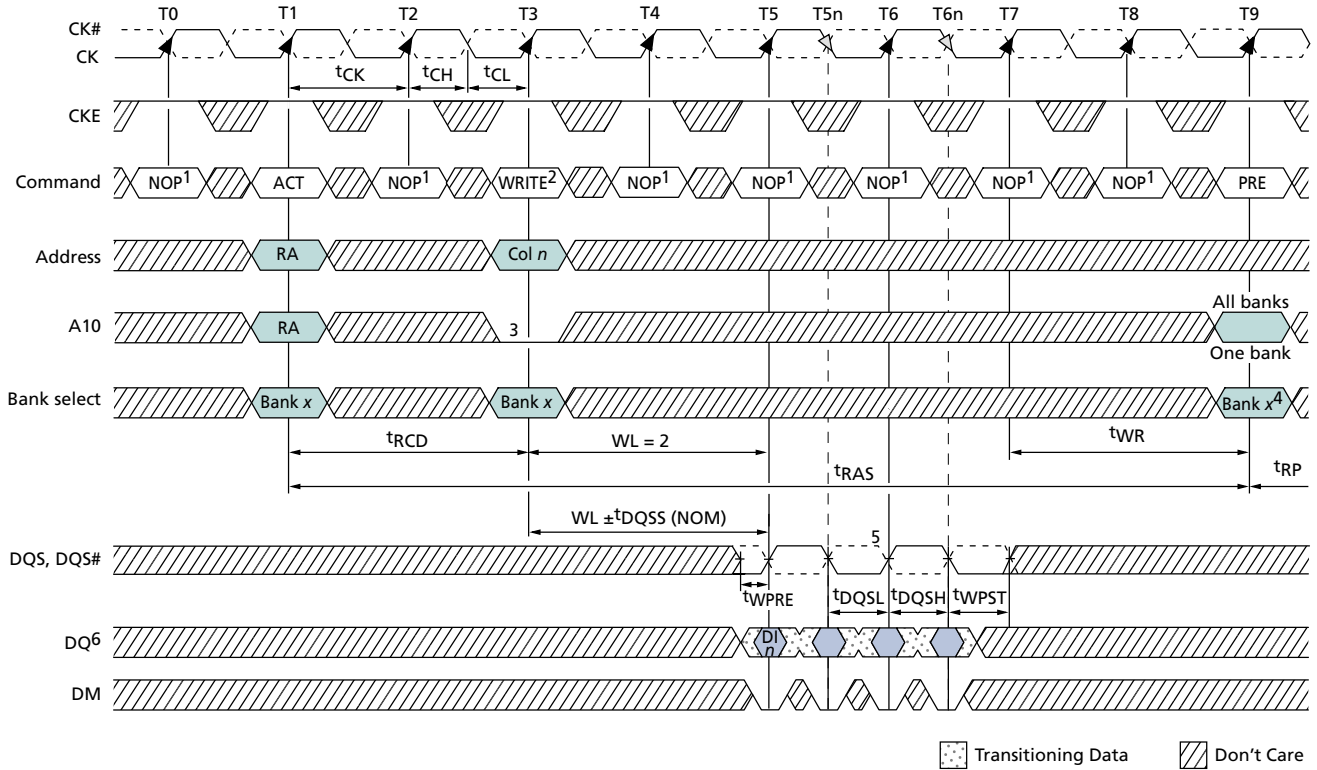 T0 T1 T2 T3 T4 T5 T5n T6 T6n T7 T8 T9
CK#
CK
tCK tCH tCL
CKE
Command NOP1 ACT NOP1 WRITE2 NOP1 NOP1 NOP1 NOP1 NOP1 PRE
Address RA Col n
All banks
A10 RA 3
One bank
Bank select Bank x Bank x Bank x4
tRCD WL = 2 tWR
tRAS tRP
WL ±tDQSS (NOM)
5
DQS, DQS#
tWPRE tDQSL tDQSH tWPST
DQ6 DI
n
DM
Transitioning Data Don't Care